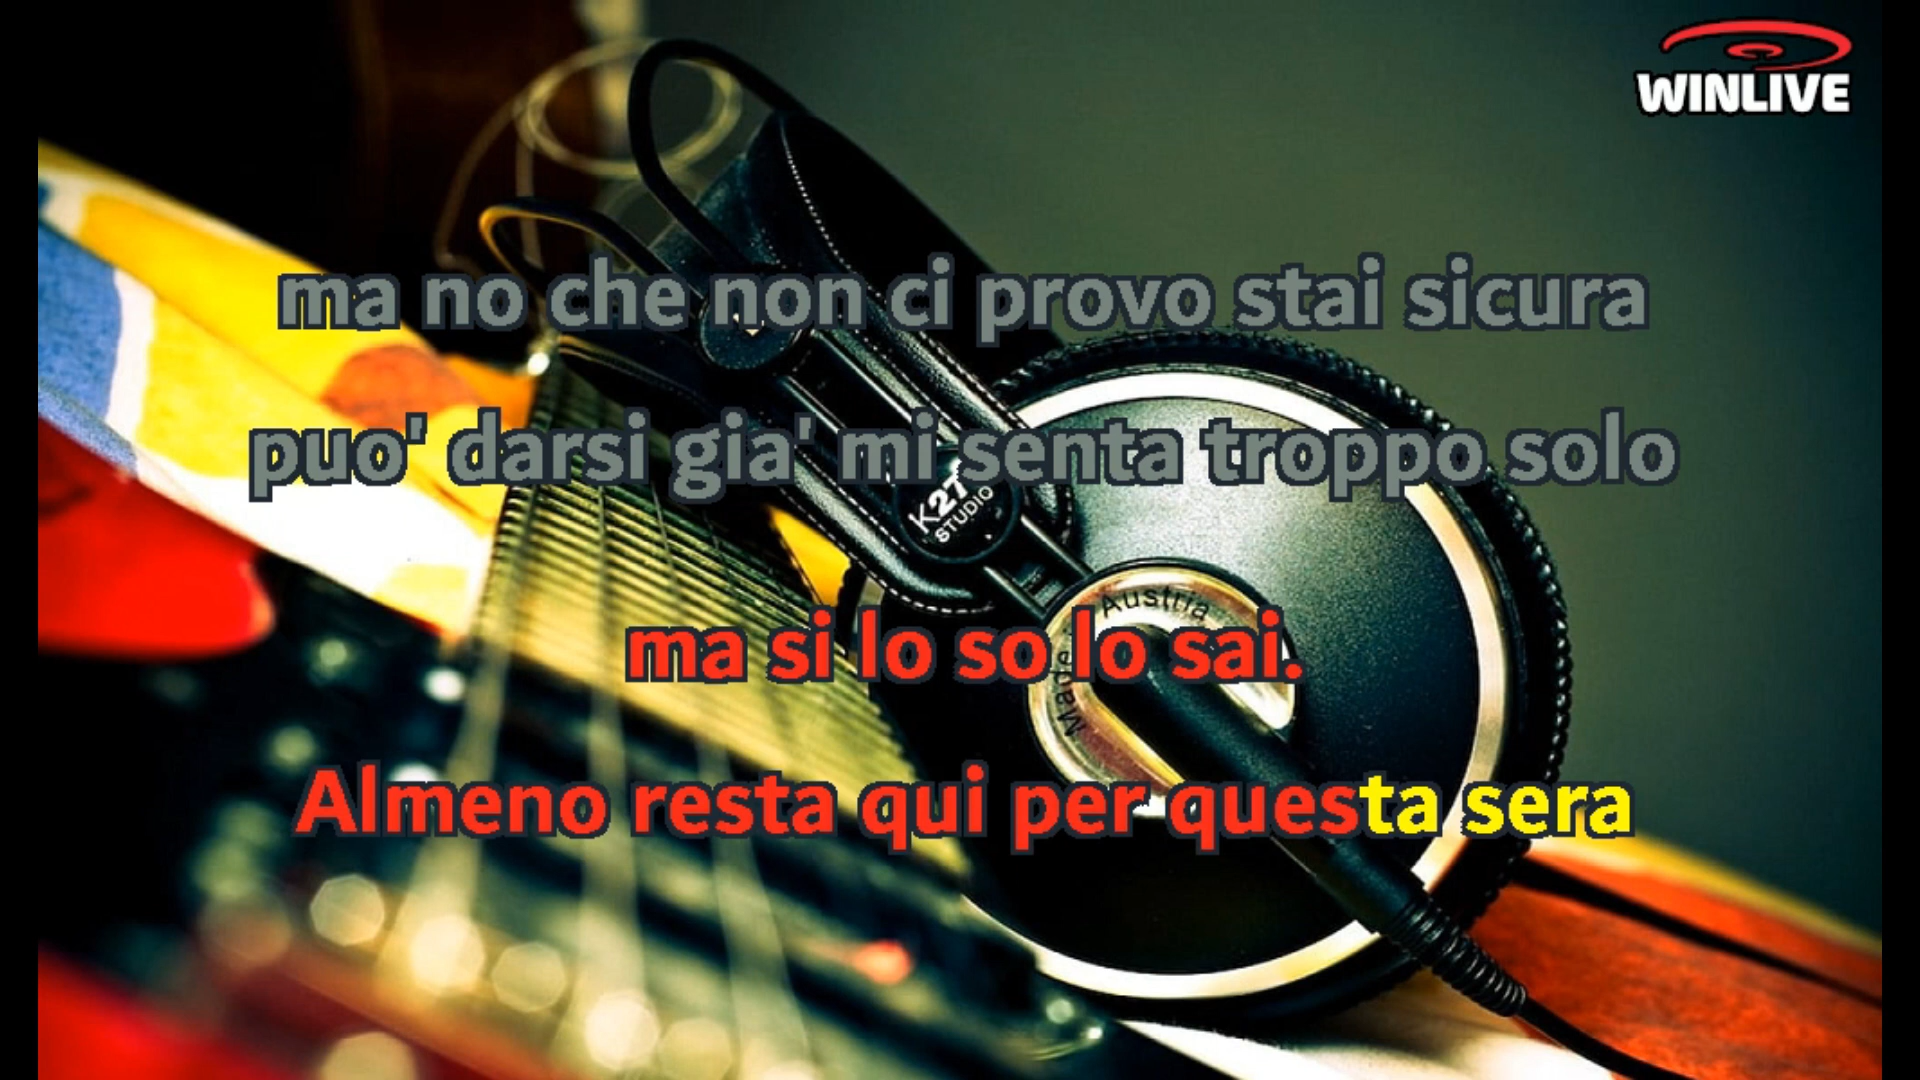 WINLIVE
ma no che non ci provo stai sicura
puo' darsi gia' mi senta troppo solo
K27
STUDIO
Made Austria
ma si lo so lo sai.
Almeno resta qui per questa sera